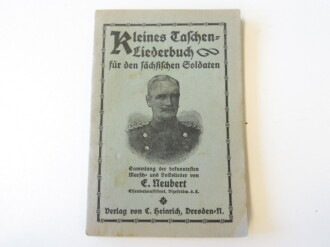 Kleines Taschen-
Liederbuch
für den sächsischen Soldaten
Sammlung der bekanntesten
Marsch- und Volkslieder von
E. Neubert
Verlag von C. Heinrich, Dresden-N.